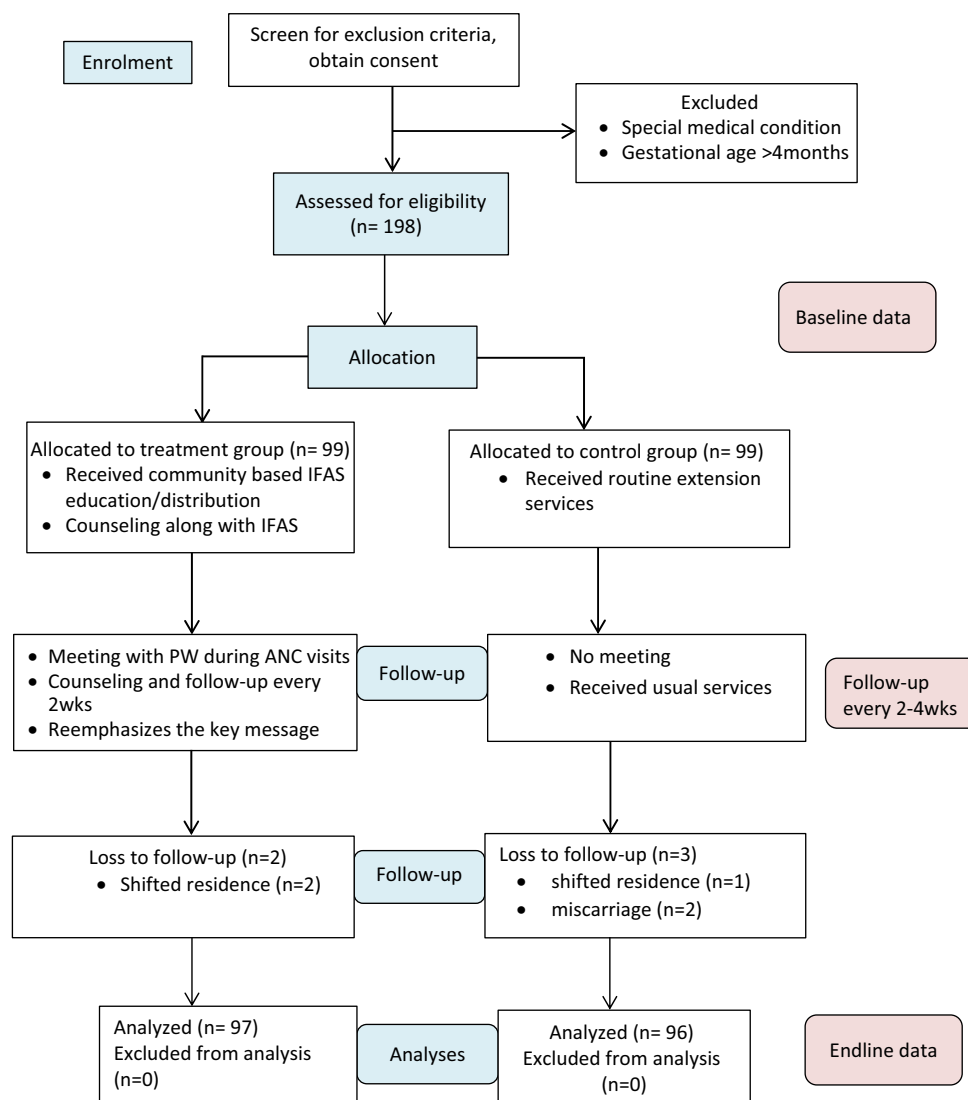 Screen for exclusion criteria,
obtain consent
Enrolment
Excluded
• Special medical condition
• Gestational age >4months
Assessed for eligibility
(n= 198)
Baseline data
Allocation
Allocated to treatment group (n= 99)
• Received community based IFAS
education/distribution
• Counseling along with IFAS
Allocated to control group (n= 99)
• Received routine extension
services
• Meeting with PW during ANC visits
• Counseling and follow-up every
2wks
• Reemphasizes the key message
Follow-up
• No meeting
• Received usual services
Follow-up
every 2-4wks
Loss to follow-up (n=2)
• Shifted residence (n=2)
Follow-up
Loss to follow-up (n=3)
• shifted residence (n=1)
• miscarriage (n=2)
Analyzed (n= 97)
Excluded from analysis
(n=0)
Analyses
Analyzed (n= 96)
Excluded from analysis
(n=0)
Endline data